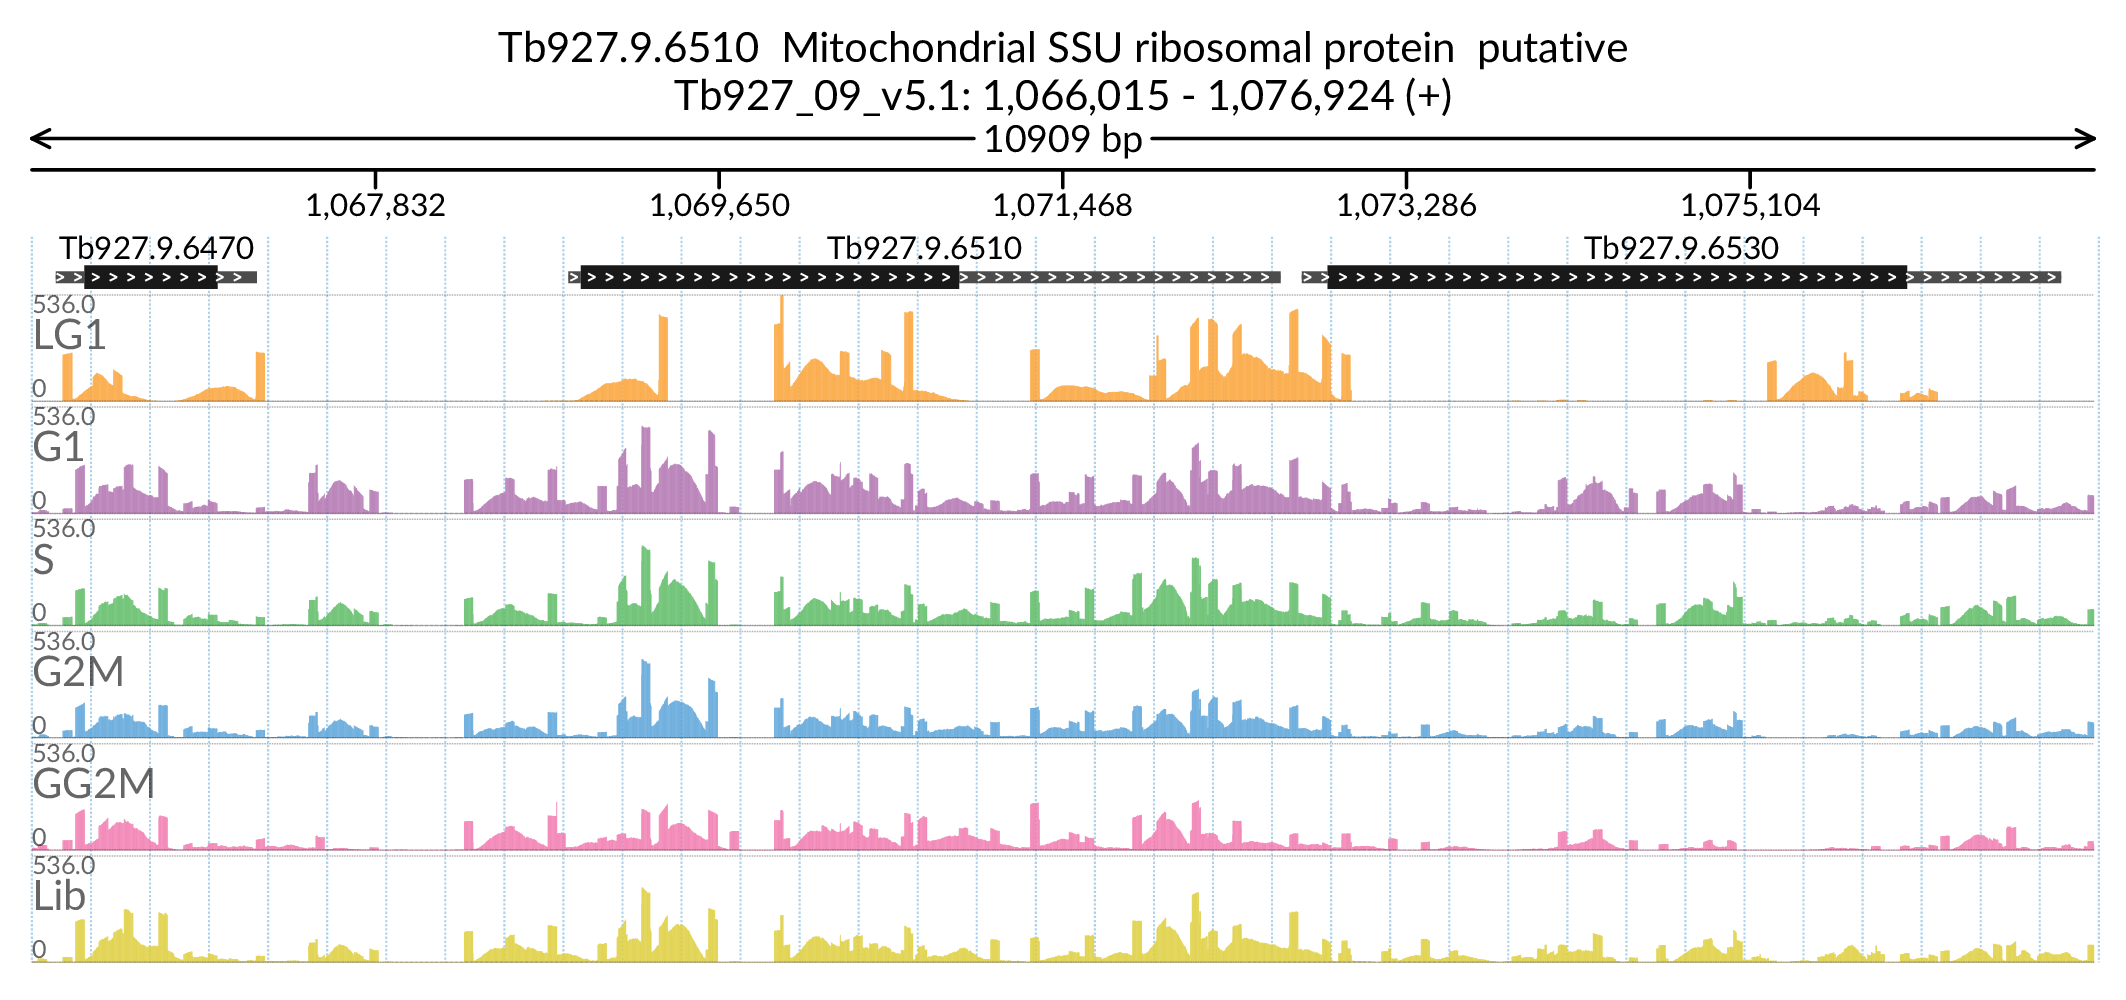 Tb927.9.6510  Mitochondrial SSU ribosomal protein  putative
Tb927_09_v5.1: 1,066,015 - 1,076,924 (+)
10909 bp
1,067,832 1,069,650 1,071,468 1,073,286 1,075,104
Tb927.9.6470 Tb927.9.6510 Tb927.9.6530
536.0
LG1
0
536.0
G1
0
536.0
S
0
536.0
G2M
0
536.0
GG2M
0
536.0
Lib
0